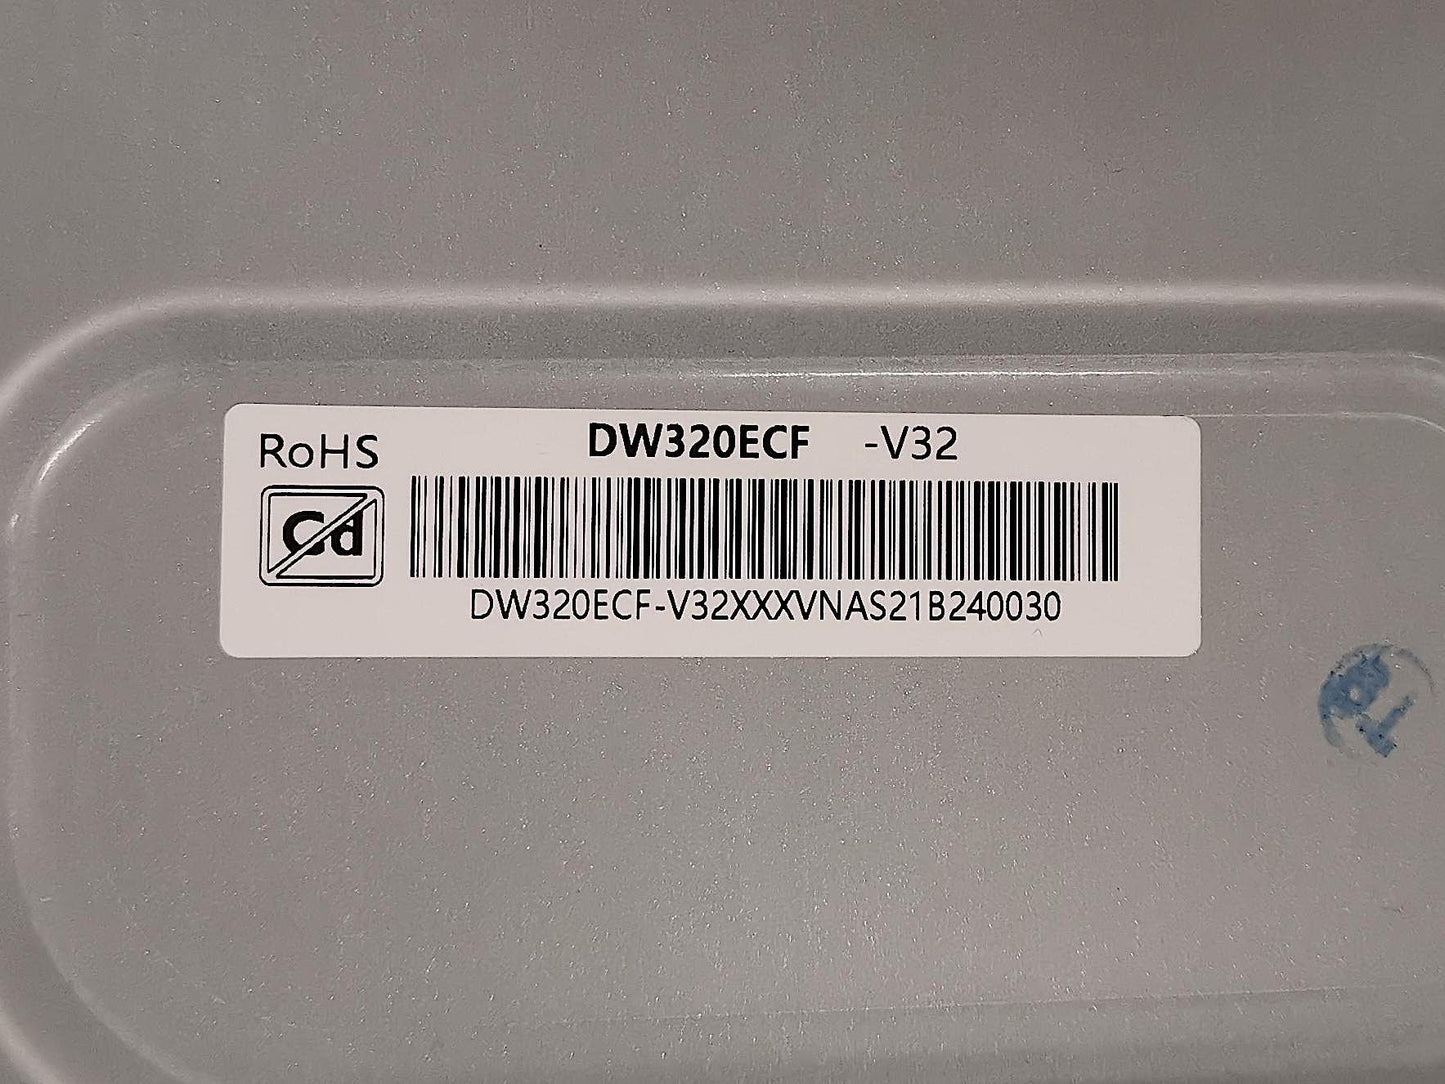 RoHS
DW320ECF -V32
Cd
DW320ECF-V32XXXVNAS21B240030